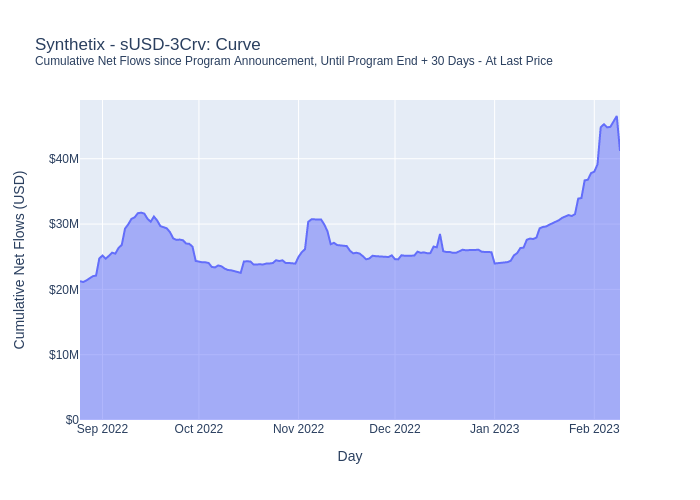 Synthetix - sUSD-3Crv: Curve
Cumulative Net Flows since Program Announcement, Until Program End + 30 Days - At Last Price
Cumulative Net Flows (USD)
$40M
$30M
$20M
$10M
$0
Sep 2022
Oct 2022
Nov 2022
Dec 2022
Jan 2023
Feb 2023
Day